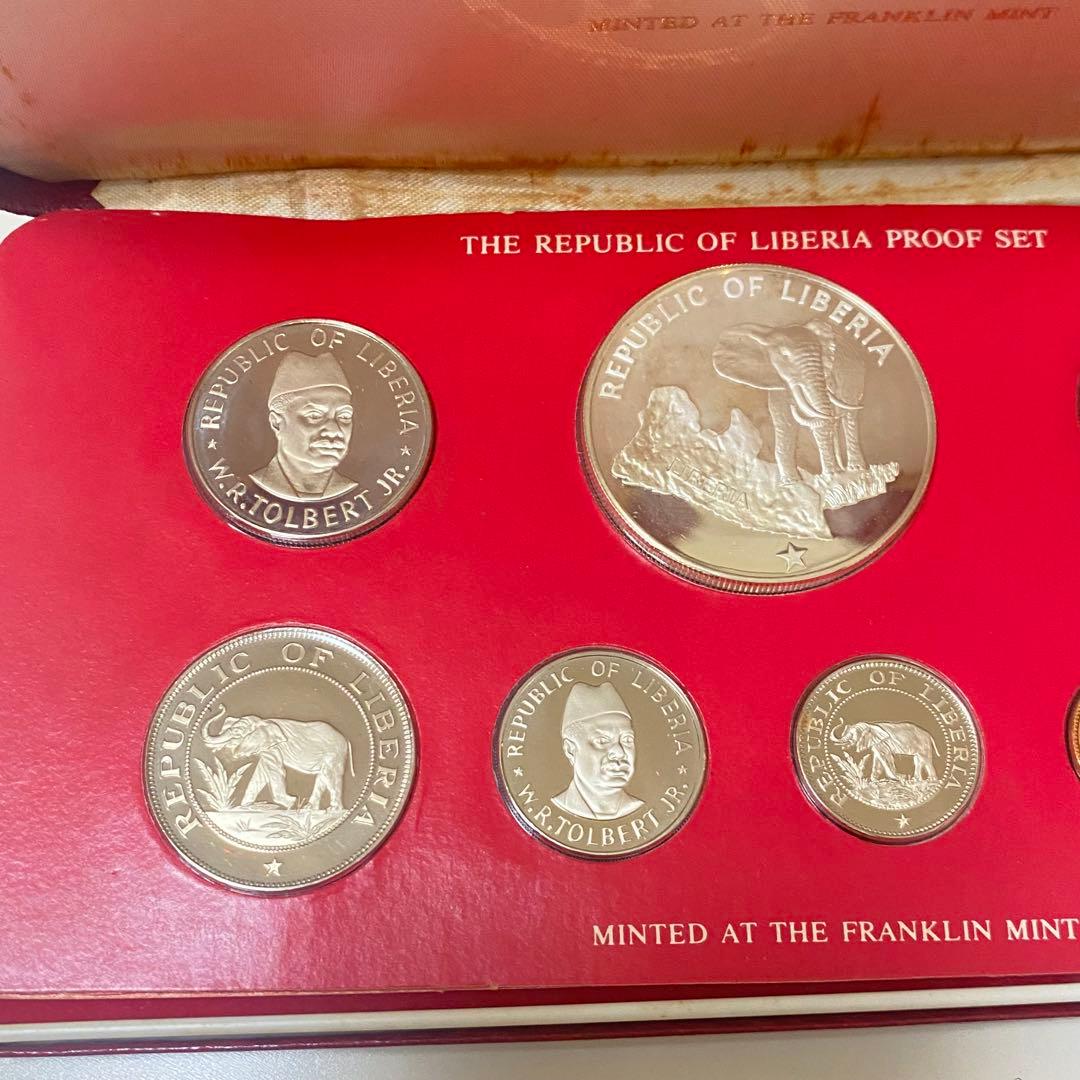 MINTED AT THE FRANKLIN MINT
THE REPUBLIC OF LIBERIA PROOF SET
★ REPUBLIC OF LIBERIA ★
W.R.TOLBERT JR.
REPUBLIC OF LIBERIA
LIBERIA
REPUBLIC OF LIBERIA
★ REPUBLIC OF LIBERIA ★
W.R.TOLBERT JR.
REPUBLIC OF LIBERIA
MINTED AT THE FRANKLIN MINT